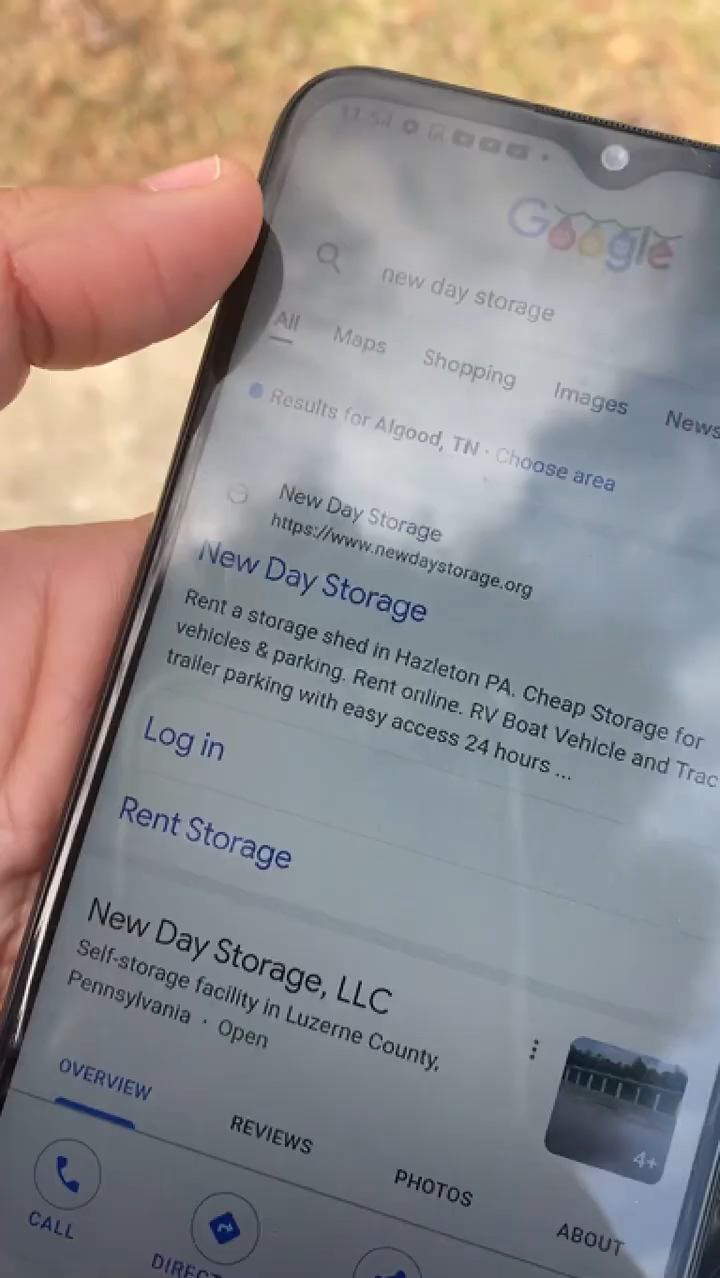 11:54
Google
new day storage
All Maps Shopping Images News
Results for Algood, TN · Choose area
New Day Storage
https://www.newdaystorage.org
New Day Storage
Rent a storage shed in Hazleton PA. Cheap Storage for
vehicles & parking. Rent online. RV Boat Vehicle and Trac
trailer parking with easy access 24 hours ...
Log in
Rent Storage
New Day Storage, LLC
Self-storage facility in Luzerne County,
Pennsylvania · Open
4+
OVERVIEW REVIEWS PHOTOS ABOUT
CALL DIREC